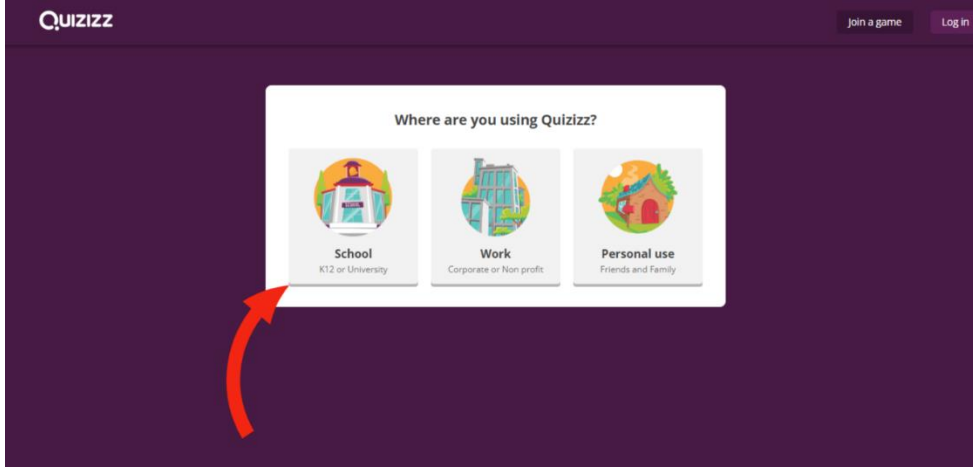 Quizizz
Join a game
Log in
Where are you using Quizizz?
SCHOOL
School
K12 or University
Work
Corporate or Non profit
Personal use
Friends and Family